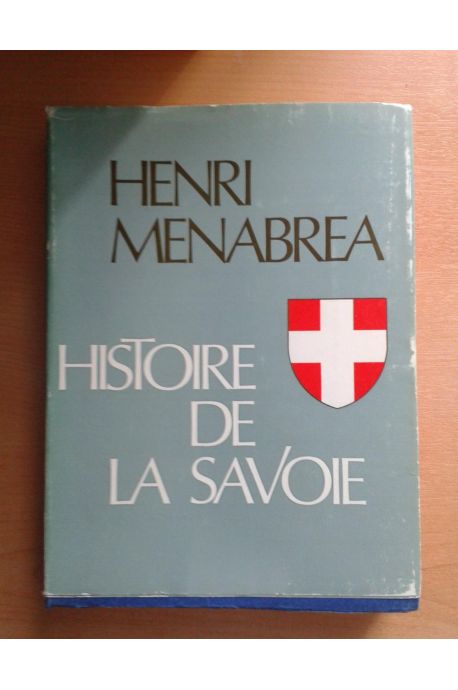 HENRI
MENABREA
HISTOIRE
DE
LA SAVOIE